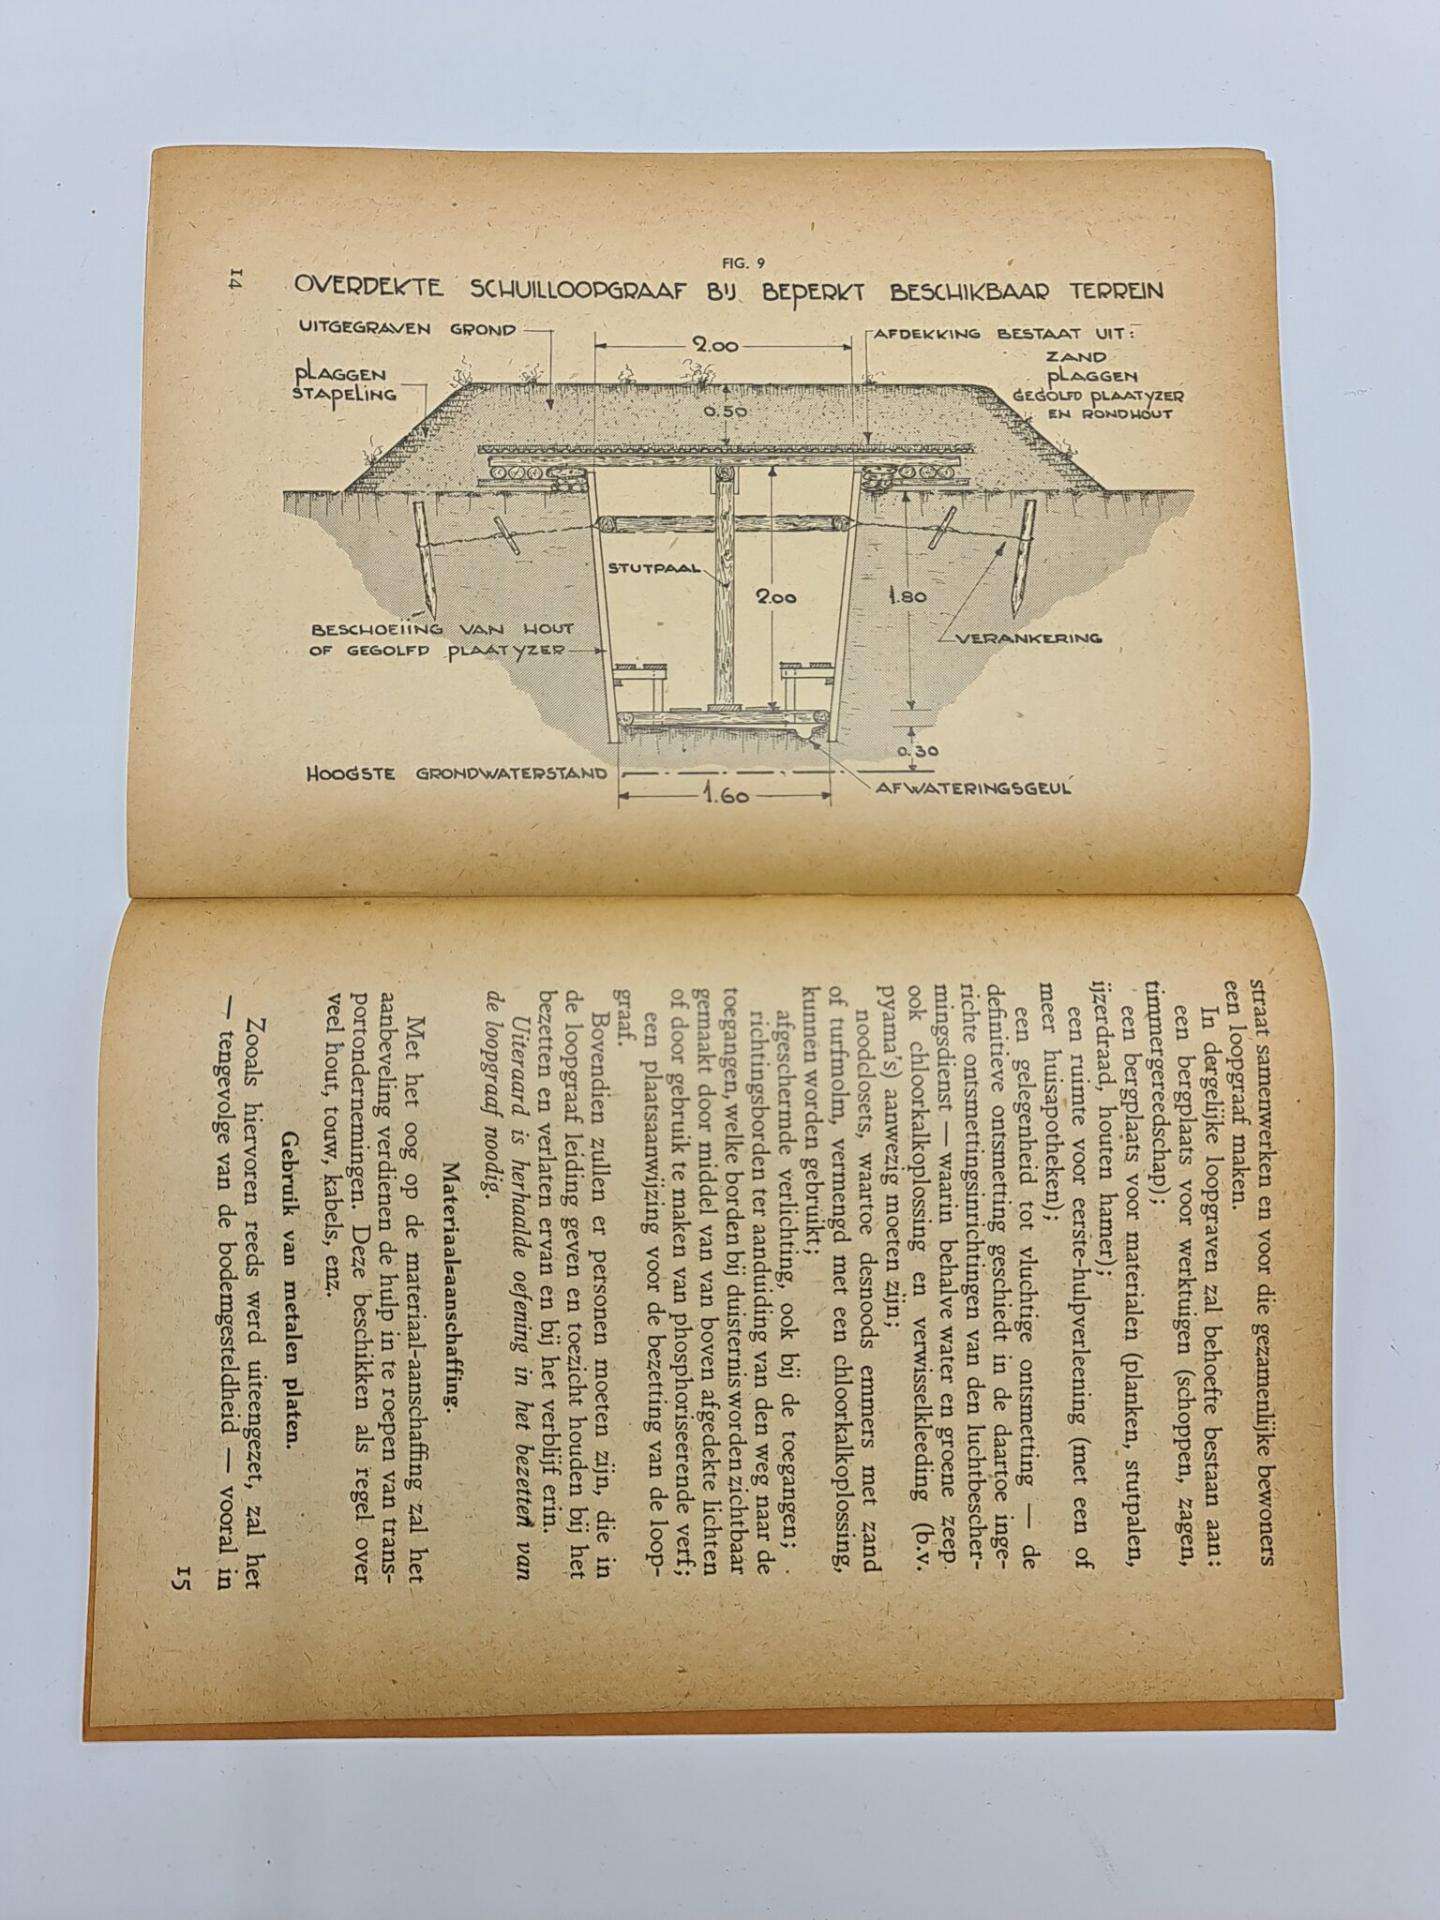 FIG. 9
OVERDEKTE SCHUILLOOPGRAAF BIJ BEPERKT BESCHIKBAAR TERREIN
UITGEGRAVEN GROND
2.00
AFDEKKING BESTAAT UIT:
ZAND
PLAGGEN
GEGOLFD PLAATYZER
EN RONDHOUT
PLAGGEN
STAPELING
0.50
STUTPAAL
2.00
1.80
BESCHOEIING VAN HOUT
OF GEGOLFD PLAATYZER
VERANKERING
0.30
HOOGSTE GRONDWATERSTAND
1.60
AFWATERINGSGEUL
14
straat samenwerken en voor die gezamenlijke bewoners
een loopgraaf maken.
In dergelijke loopgraven zal behoefte bestaan aan:
een bergplaats voor werktuigen (schoppen, zagen,
timmergereedschap);
een bergplaats voor materialen (planken, stutpalen,
ijzerdraad, houten hamer);
een ruimte voor eerste-hulpverleening (met een of
meer huisapotheken);
een gelegenheid tot vluchtige ontsmetting — de
definitieve ontsmetting geschiedt in de daartoe inge-
richte ontsmettingsinrichtingen van den luchtbescher-
mingsdienst — waarin behalve water en groene zeep
ook chloorkalkoplossing en verwisselkleeding (b.v.
pyama's) aanwezig moeten zijn;
noodclosets, waartoe desnoods emmers met zand
of turfmolm, vermengd met een chloorkalkoplossing,
kunnen worden gebruikt;
afgeschermde verlichting, ook bij de toegangen;
richtingsborden ter aanduiding van den weg naar de
toegangen, welke borden bij duisternis worden zichtbaar
gemaakt door middel van van boven afgedekte lichten
of door gebruik te maken van phosphoriseerende verf;
een plaatsaanwijzing voor de bezetting van de loop-
graaf.
Bovendien zullen er personen moeten zijn, die in
de loopgraaf leiding geven en toezicht houden bij het
bezetten en verlaten ervan en bij het verblijf erin.
Uiteraard is herhaalde oefening in het bezetten van
de loopgraaf noodig.
Materiaal=aanschaffing.
Met het oog op de materiaal-aanschaffing zal het
aanbeveling verdienen de hulp in te roepen van trans-
portondernemingen. Deze beschikken als regel over
veel hout, touw, kabels, enz.
Gebruik van metalen platen.
Zooals hiervoren reeds werd uiteengezet, zal het
— tengevolge van de bodemgesteldheid — vooral in
15